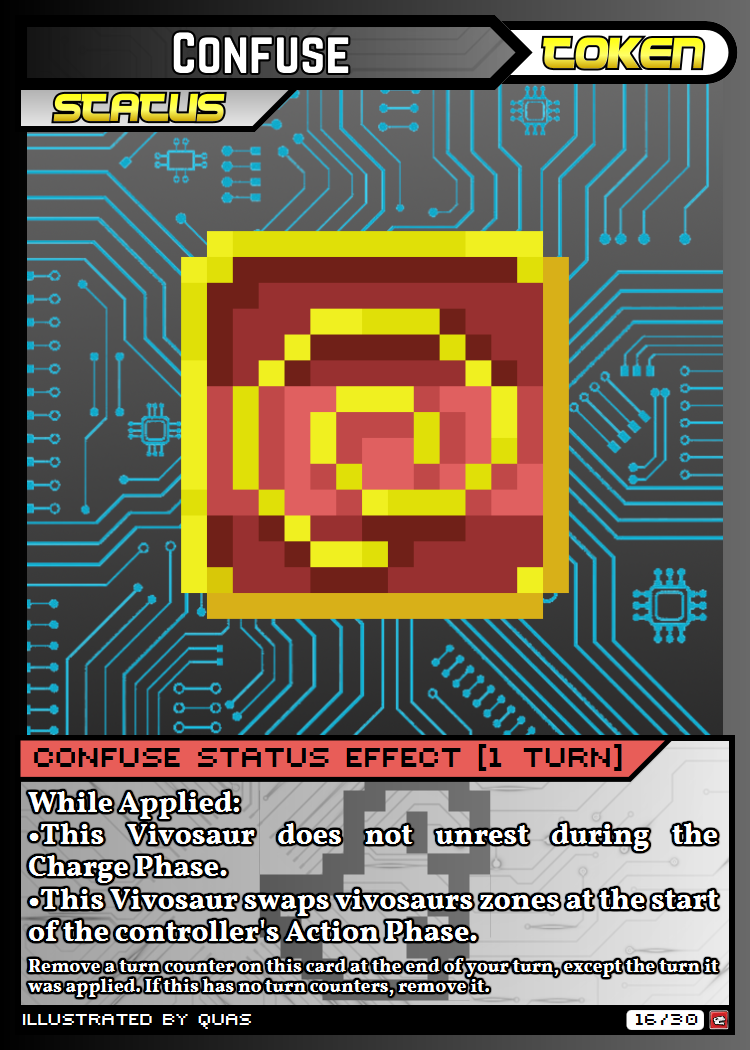 Confuse
TOKEN
STATUS
CONFUSE STATUS EFFECT [1 TURN]
While Applied:
•This Vivosaur does not unrest during the
Charge Phase.
•This Vivosaur swaps vivosaurs zones at the start
of the controller's Action Phase.
Remove a turn counter on this card at the end of your turn, except the turn it
was applied. If this has no turn counters, remove it.
ILLUSTRATED BY QUAS
16/30